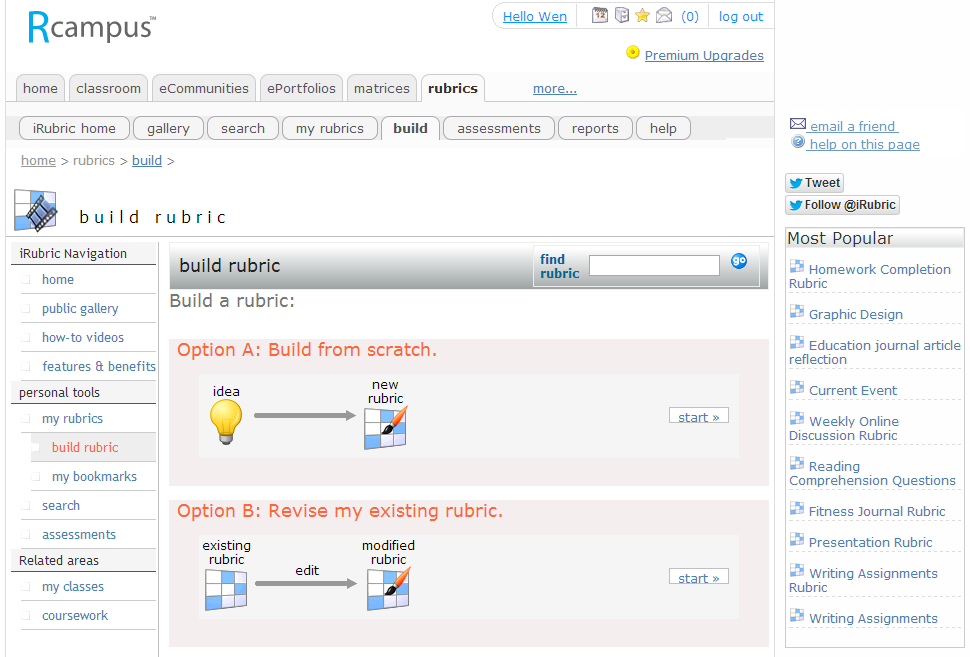 Rcampus™
Hello Wen
12
(0)
log out
Premium Upgrades
home
classroom
eCommunities
ePortfolios
matrices
rubrics
more...
iRubric home
gallery
search
my rubrics
build
assessments
reports
help
home > rubrics > build >
email a friend
help on this page
Tweet
Follow @iRubric
build rubric
iRubric Navigation
home
public gallery
how-to videos
features & benefits
personal tools
my rubrics
build rubric
my bookmarks
search
assessments
Related areas
my classes
coursework
build rubric
find
rubric
go
Build a rubric:
Option A: Build from scratch.
idea
new
rubric
start »
Option B: Revise my existing rubric.
existing
rubric
edit
modified
rubric
start »
Most Popular
Homework Completion
Rubric
Graphic Design
Education journal article
reflection
Current Event
Weekly Online
Discussion Rubric
Reading
Comprehension Questions
Fitness Journal Rubric
Presentation Rubric
Writing Assignments
Rubric
Writing Assignments